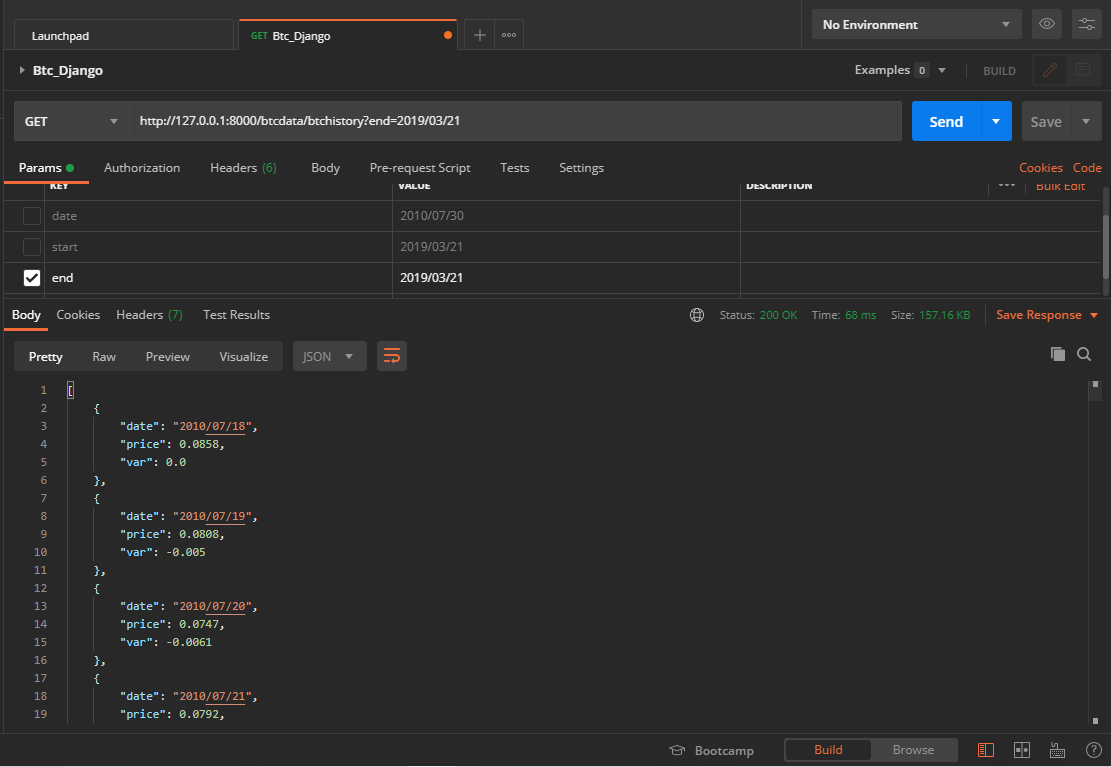 Launchpad
GET Btc_Django
No Environment
Btc_Django
Examples 0
BUILD
GET
http://127.0.0.1:8000/btcdata/btchistory?end=2019/03/21
Send
Save
Params
Authorization
Headers (6)
Body
Pre-request Script
Tests
Settings
Cookies
Code
KEY
VALUE
DESCRIPTION
Bulk Edit
date 2010/07/30
start 2019/03/21
end 2019/03/21
Body
Cookies
Headers (7)
Test Results
Status: 200 OK
Time: 68 ms
Size: 157.16 KB
Save Response
Pretty
Raw
Preview
Visualize
JSON
1 [
2 {
3 "date": "2010/07/18",
4 "price": 0.0858,
5 "var": 0.0
6 },
7 {
8 "date": "2010/07/19",
9 "price": 0.0808,
10 "var": -0.005
11 },
12 {
13 "date": "2010/07/20",
14 "price": 0.0747,
15 "var": -0.0061
16 },
17 {
18 "date": "2010/07/21",
19 "price": 0.0792,
Bootcamp
Build
Browse